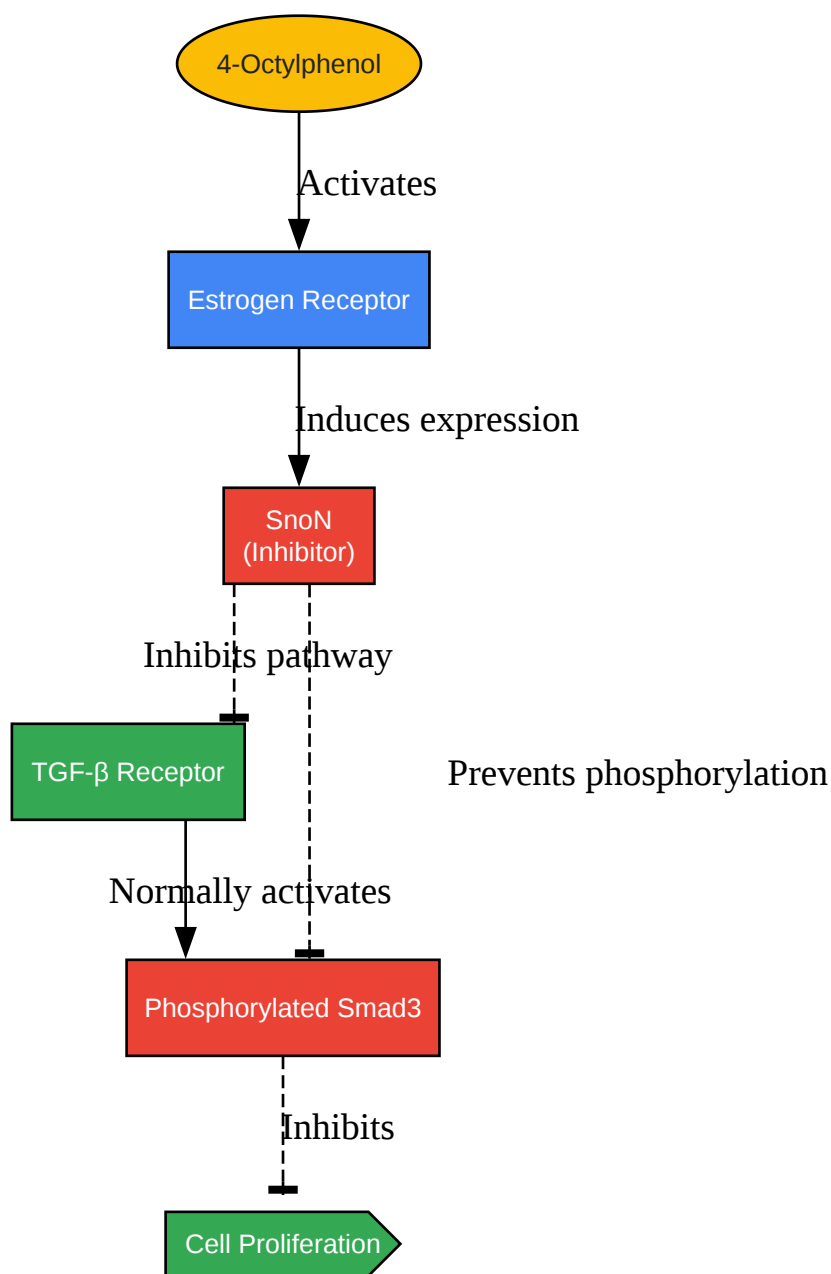 4-Octylphenol
Activates
Estrogen Receptor
Induces expression
SnoN
(Inhibitor)
Inhibits pathway
TGF-β Receptor
Prevents phosphorylation
Normally activates
Phosphorylated Smad3
Inhibits
Cell Proliferation